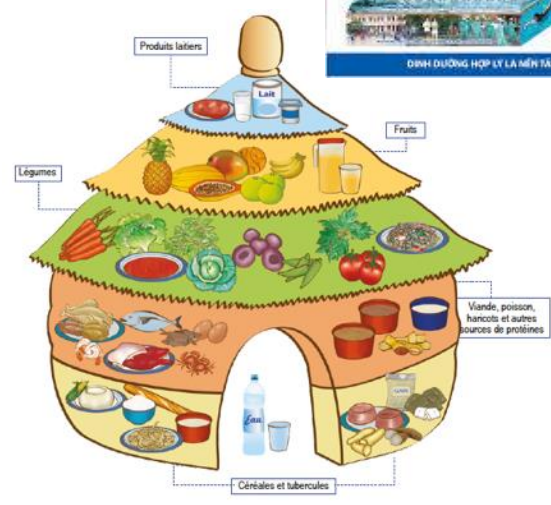 DINH DƯỠNG HỢP LÝ LÀ NỀN TẢ
Produits laitiers
Lait
Fruits
Légumes
Viande, poisson,
haricots et autres
sources de protéines
Eau
Céréales et tubercules